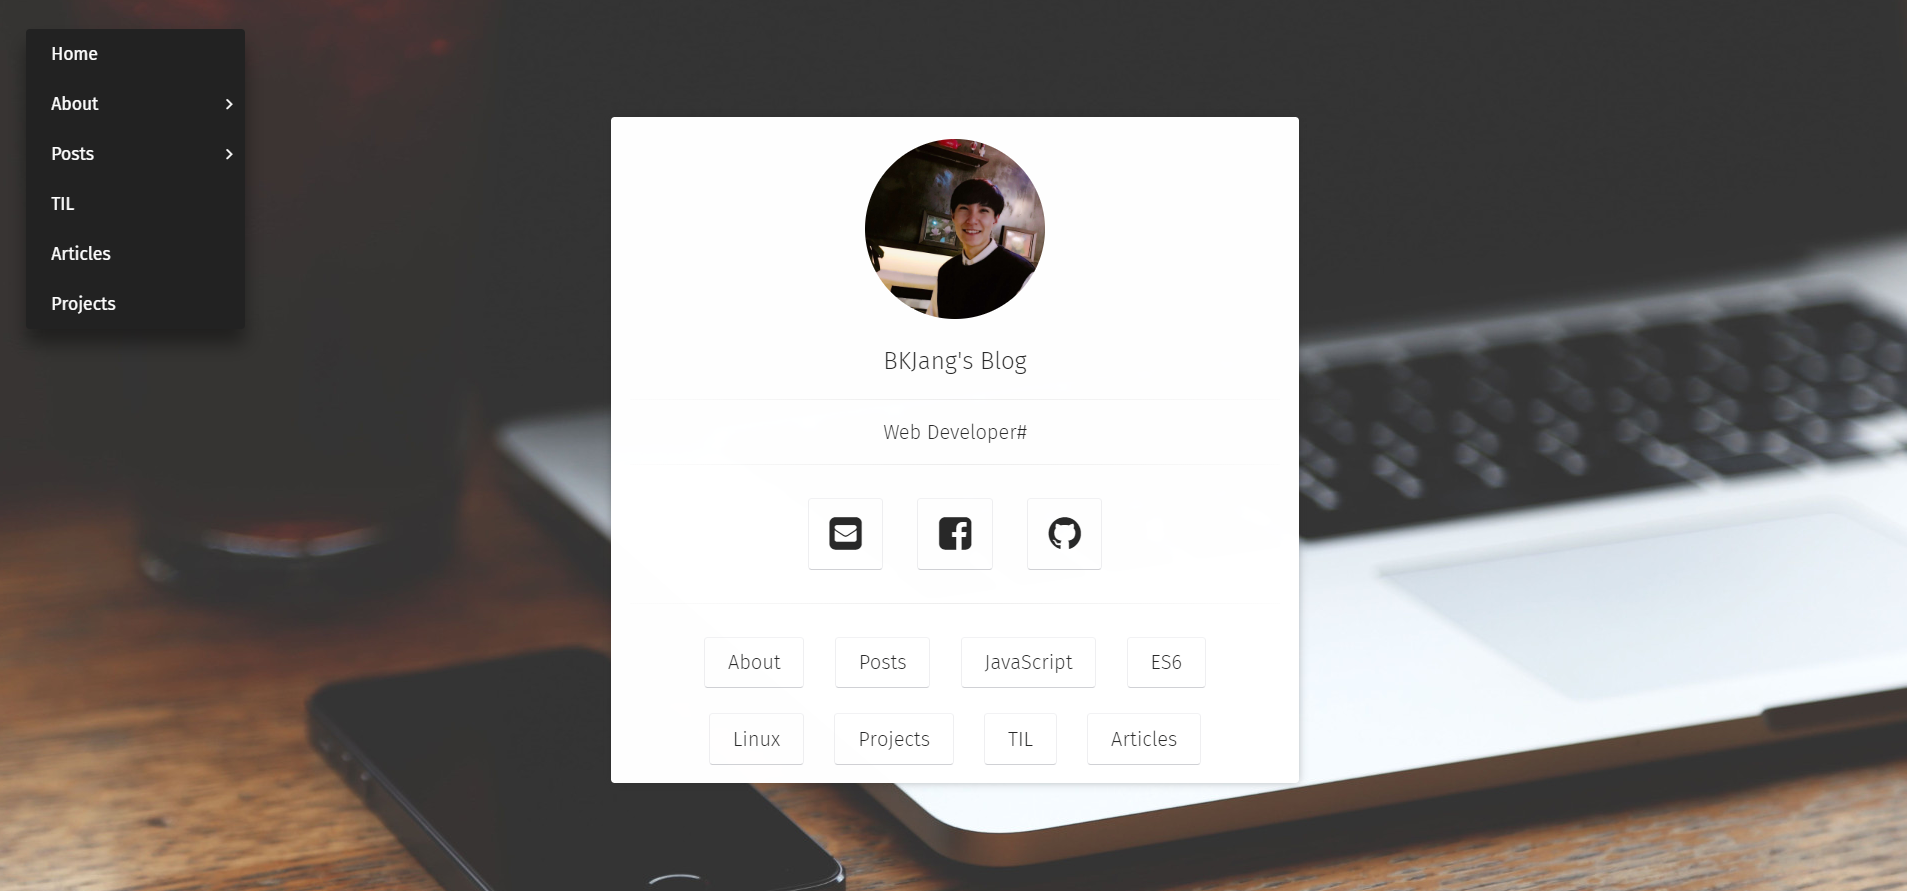 Home
About
Posts
TIL
Articles
Projects
BKJang's Blog
Web Developer#
About Posts JavaScript ES6
Linux Projects TIL Articles